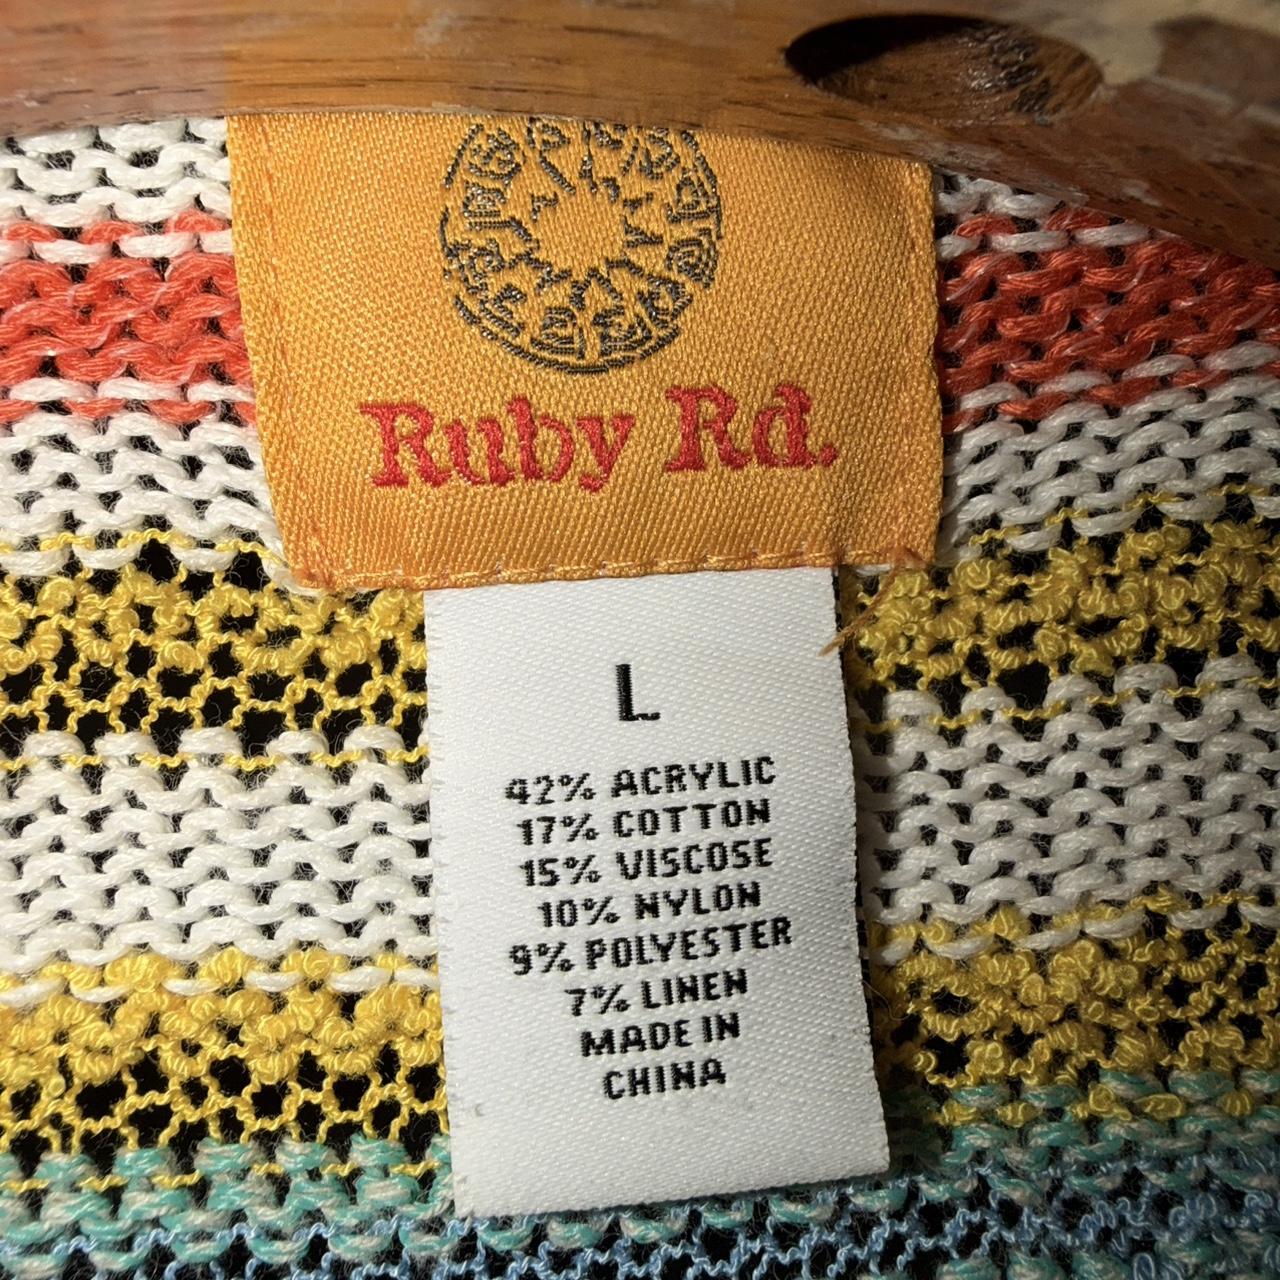 Ruby Rd.
L
42% ACRYLIC
17% COTTON
15% VISCOSE
10% NYLON
9% POLYESTER
7% LINEN
MADE IN
CHINA